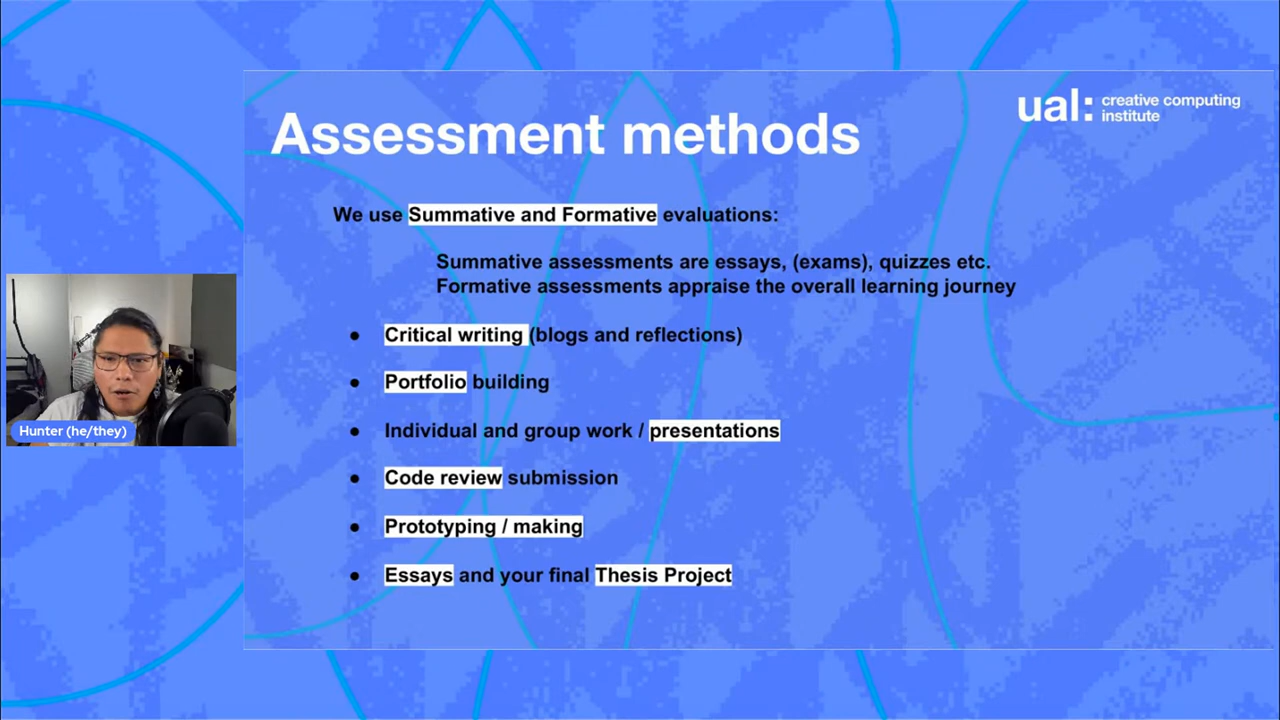 Assessment methods
ual: creative computing
institute
We use Summative and Formative evaluations:
Summative assessments are essays, (exams), quizzes etc.
Formative assessments appraise the overall learning journey
● Critical writing (blogs and reflections)
● Portfolio building
● Individual and group work / presentations
● Code review submission
● Prototyping / making
● Essays and your final Thesis Project
Hunter (he/they)